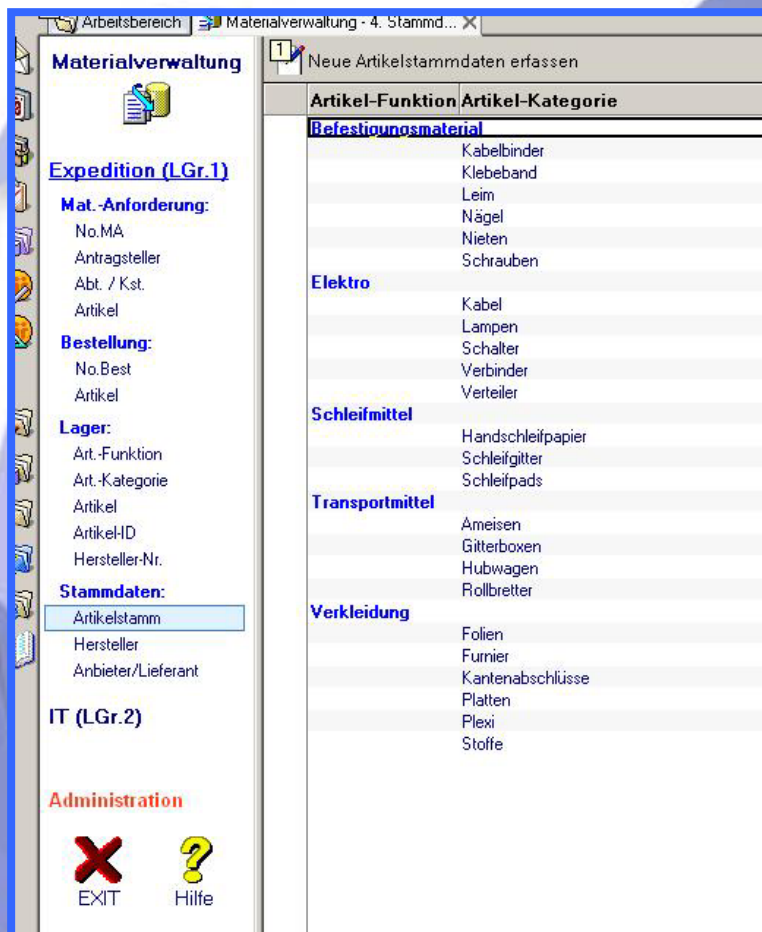 Arbeitsbereich
Materialverwaltung - 4. Stammd...
Materialverwaltung
Expedition (LGr.1)
Mat.-Anforderung:
No.MA
Antragsteller
Abt. / Kst.
Artikel
Bestellung:
No.Best
Artikel
Lager:
Art.-Funktion
Art.-Kategorie
Artikel
Artikel-ID
Hersteller-Nr.
Stammdaten:
Artikelstamm
Hersteller
Anbieter/Lieferant
IT (LGr.2)
Administration
EXIT
Hilfe
1
Neue Artikelstammdaten erfassen
Artikel-Funktion Artikel-Kategorie
Befestigungsmaterial
Kabelbinder
Klebeband
Leim
Nägel
Nieten
Schrauben
Elektro
Kabel
Lampen
Schalter
Verbinder
Verteiler
Schleifmittel
Handschleifpapier
Schleifgitter
Schleifpads
Transportmittel
Ameisen
Gitterboxen
Hubwagen
Rollbretter
Verkleidung
Folien
Furnier
Kantenabschlüsse
Platten
Plexi
Stoffe